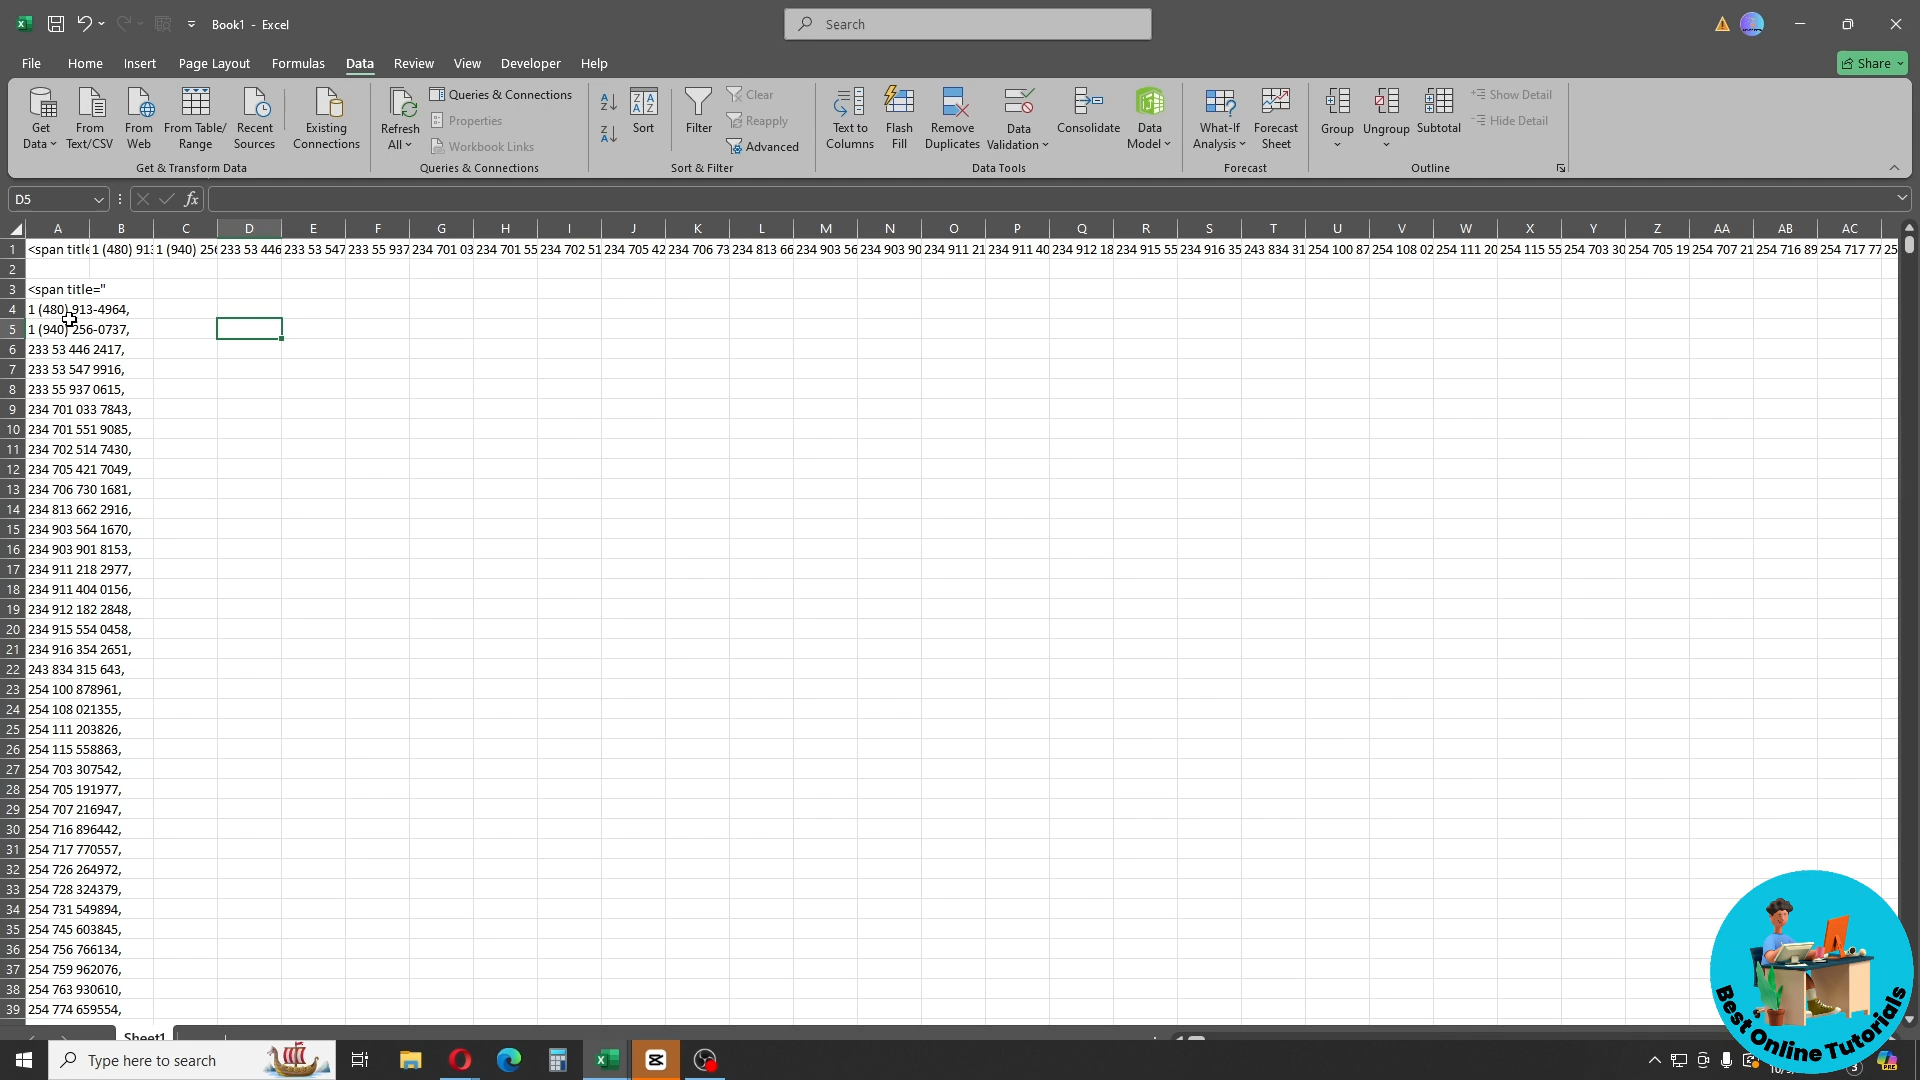 Book1 - Excel
Search
File Home Insert Page Layout Formulas Data Review View Developer Help
Share
Get Data
From Text/CSV
From Web
From Table/ Range
Recent Sources
Existing Connections
Get & Transform Data
Refresh All
Queries & Connections
Properties
Workbook Links
Queries & Connections
Sort
Filter
Clear
Reapply
Advanced
Sort & Filter
Text to Columns
Flash Fill
Remove Duplicates
Data Validation
Consolidate
Data Model
Data Tools
What-If Analysis
Forecast Sheet
Forecast
Group
Ungroup
Subtotal
Show Detail
Hide Detail
Outline
D5
fx
A B C D E F G H I J K L M N O P Q R S T U V W X Y Z AA AB AC
1 <span title 1 (480) 913 1 (940) 256 233 53 446 233 53 547 233 55 937 234 701 03 234 701 55 234 702 51 234 705 42 234 706 73 234 813 66 234 903 56 234 903 90 234 911 21 234 911 40 234 912 18 234 915 55 234 916 35 243 834 31 254 100 87 254 108 02 254 111 20 254 115 55 254 703 30 254 705 19 254 707 21 254 716 89 254 717 77 25
2
3 <span title="
4 1 (480) 913-4964,
5 1 (940) 256-0737,
6 233 53 446 2417,
7 233 53 547 9916,
8 233 55 937 0615,
9 234 701 033 7843,
10 234 701 551 9085,
11 234 702 514 7430,
12 234 705 421 7049,
13 234 706 730 1681,
14 234 813 662 2916,
15 234 903 564 1670,
16 234 903 901 8153,
17 234 911 218 2977,
18 234 911 404 0156,
19 234 912 182 2848,
20 234 915 554 0458,
21 234 916 354 2651,
22 243 834 315 643,
23 254 100 878961,
24 254 108 021355,
25 254 111 203826,
26 254 115 558863,
27 254 703 307542,
28 254 705 191977,
29 254 707 216947,
30 254 716 896442,
31 254 717 770557,
32 254 726 264972,
33 254 728 324379,
34 254 731 549894,
35 254 745 603845,
36 254 756 766134,
37 254 759 962076,
38 254 763 930610,
39 254 774 659554,
Sheet1
Best Online Tutorials
Type here to search
3